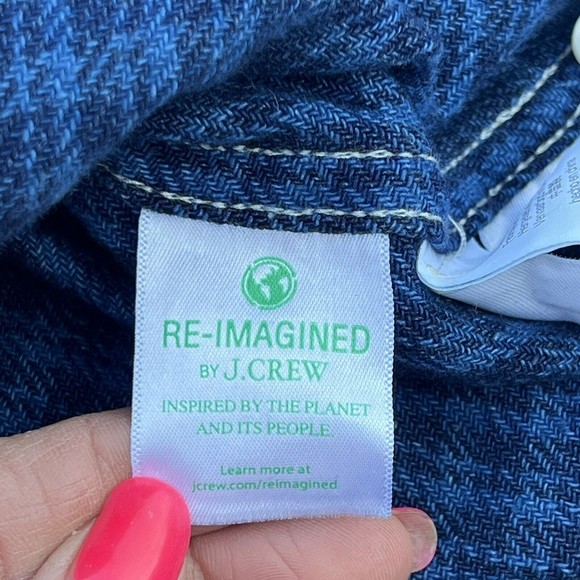 RE-IMAGINED
BY J.CREW
INSPIRED BY THE PLANET
AND ITS PEOPLE.
Learn more at
jcrew.com/reimagined